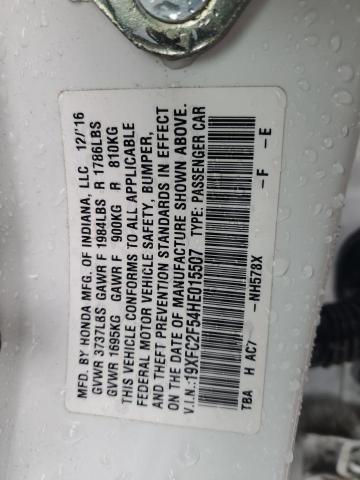 MFD. BY HONDA MFG. OF INDIANA, LLC 12/'16
GVWR 3737LBS GAWR F 1984LBS R 1786LBS
GVWR 1695KG GAWR F 900KG R 810KG
THIS VEHICLE CONFORMS TO ALL APPLICABLE
FEDERAL MOTOR VEHICLE SAFETY, BUMPER,
AND THEFT PREVENTION STANDARDS IN EFFECT
ON THE DATE OF MANUFACTURE SHOWN ABOVE.
V.I.N.: 19XFC2F54HE015507 TYPE: PASSENGER CAR
TBA H AC7 -NH578X -F -E